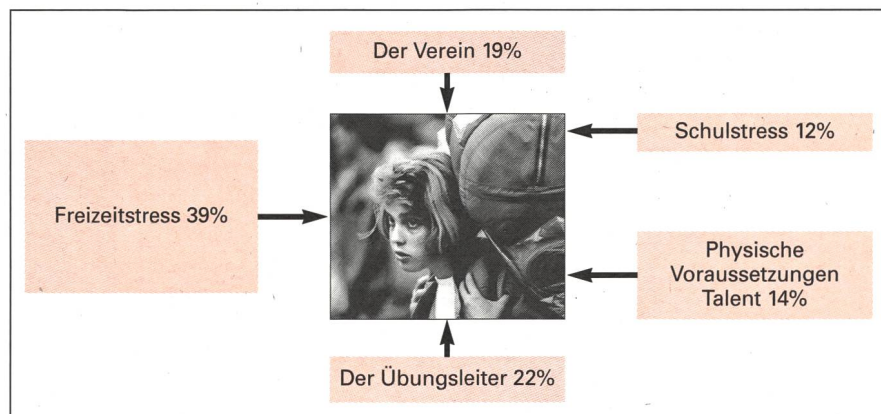 Der Verein 19%
Schulstress 12%
Freizeitstress 39%
Physische
Voraussetzungen
Talent 14%
Der Übungsleiter 22%